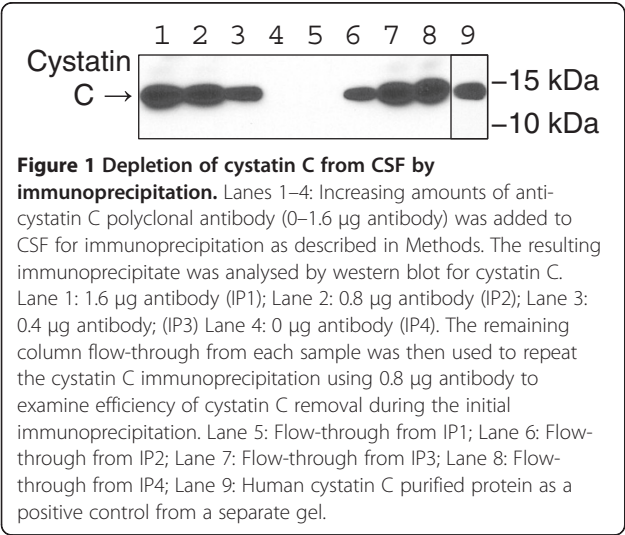 1 2 3 4 5 6 7 8 9
Cystatin
C → –15 kDa
–10 kDa
Figure 1 Depletion of cystatin C from CSF by
immunoprecipitation. Lanes 1–4: Increasing amounts of anti-
cystatin C polyclonal antibody (0–1.6 μg antibody) was added to
CSF for immunoprecipitation as described in Methods. The resulting
immunoprecipitate was analysed by western blot for cystatin C.
Lane 1: 1.6 μg antibody (IP1); Lane 2: 0.8 μg antibody (IP2); Lane 3:
0.4 μg antibody; (IP3) Lane 4: 0 μg antibody (IP4). The remaining
column flow-through from each sample was then used to repeat
the cystatin C immunoprecipitation using 0.8 μg antibody to
examine efficiency of cystatin C removal during the initial
immunoprecipitation. Lane 5: Flow-through from IP1; Lane 6: Flow-
through from IP2; Lane 7: Flow-through from IP3; Lane 8: Flow-
through from IP4; Lane 9: Human cystatin C purified protein as a
positive control from a separate gel.